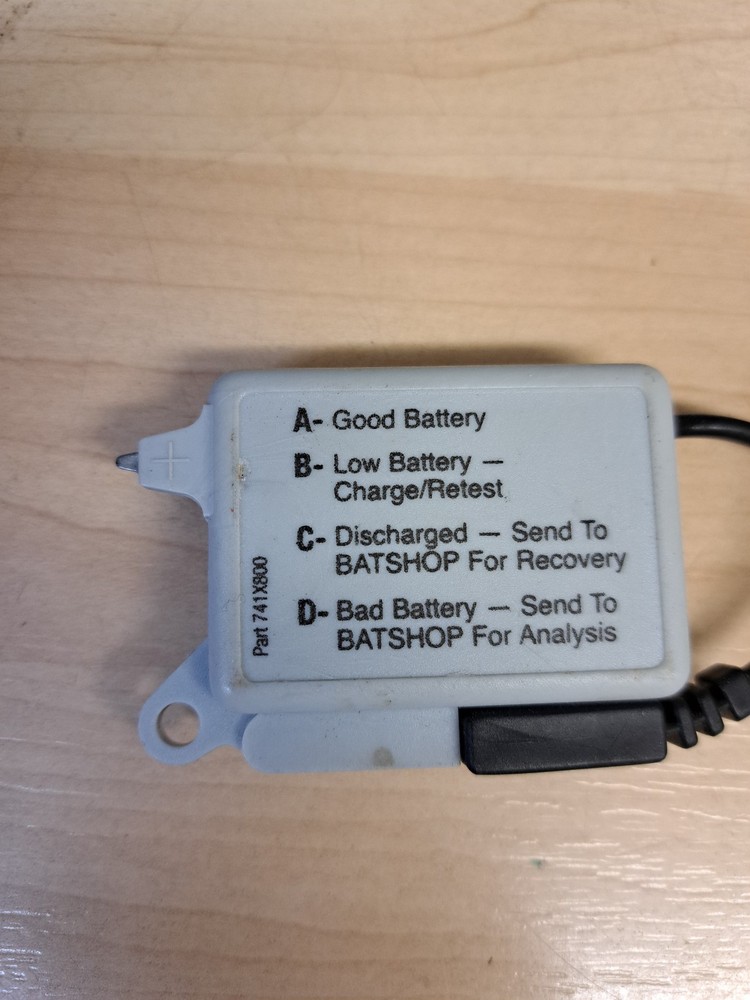 +
A- Good Battery
B- Low Battery —
Charge/Retest
C- Discharged — Send To
BATSHOP For Recovery
D- Bad Battery — Send To
BATSHOP For Analysis
Part 741X800